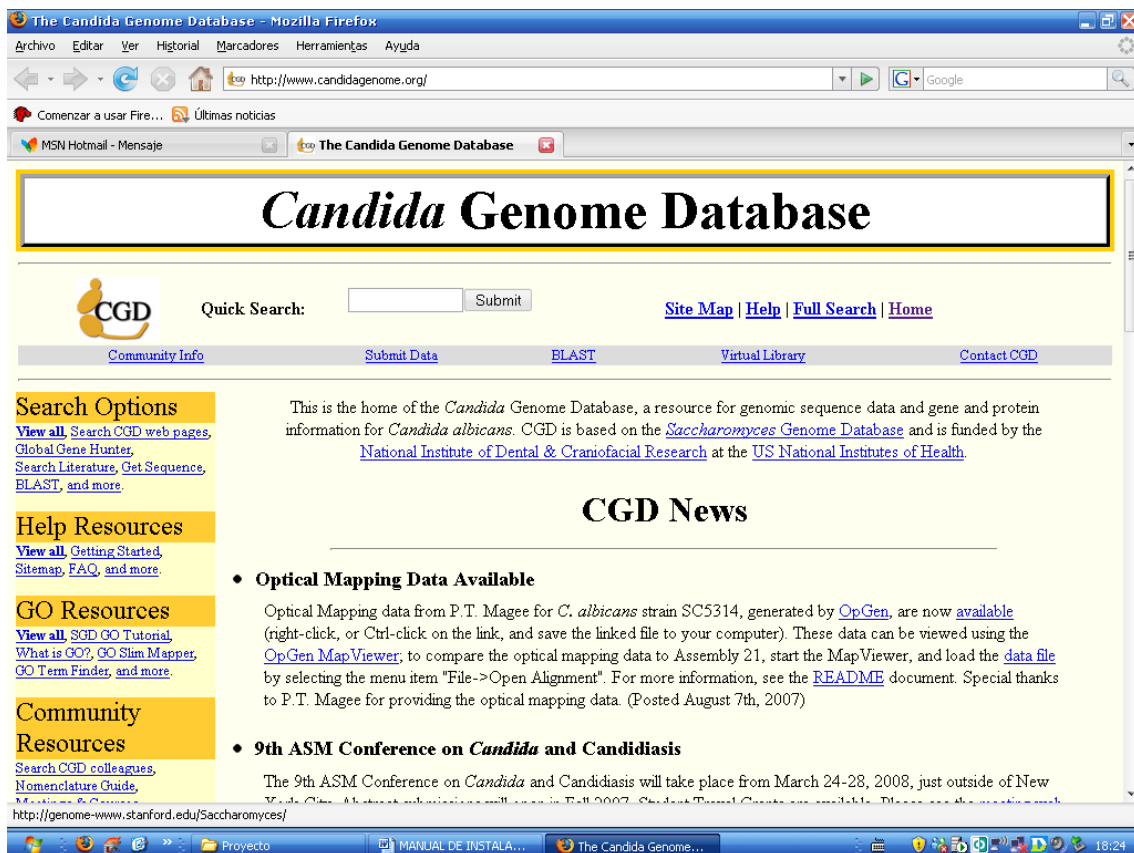 The Candida Genome Database - Mozilla Firefox
Archivo Editar Ver Historial Marcadores Herramientas Ayuda
http://www.candidagenome.org/
G Google
Comenzar a usar Fire... Últimas noticias
MSN Hotmail - Mensaje
The Candida Genome Database
Candida Genome Database
CGD
Quick Search: Submit
Site Map | Help | Full Search | Home
Community Info Submit Data BLAST Virtual Library Contact CGD
Search Options
View all, Search CGD web pages,
Global Gene Hunter,
Search Literature, Get Sequence,
BLAST, and more.
Help Resources
View all, Getting Started,
Sitemap, FAQ, and more.
GO Resources
View all, SGD GO Tutorial,
What is GO?, GO Slim Mapper,
GO Term Finder, and more.
Community
Resources
Search CGD colleagues,
Nomenclature Guide,
This is the home of the Candida Genome Database, a resource for genomic sequence data and gene and protein
information for Candida albicans. CGD is based on the Saccharomyces Genome Database and is funded by the
National Institute of Dental & Craniofacial Research at the US National Institutes of Health.
CGD News
• Optical Mapping Data Available
Optical Mapping data from P.T. Magee for C. albicans strain SC5314, generated by OpGen, are now available
(right-click, or Ctrl-click on the link, and save the linked file to your computer). These data can be viewed using the
OpGen MapViewer; to compare the optical mapping data to Assembly 21, start the MapViewer, and load the data file
by selecting the menu item "File->Open Alignment". For more information, see the README document. Special thanks
to P.T. Magee for providing the optical mapping data. (Posted August 7th, 2007)
• 9th ASM Conference on Candida and Candidiasis
The 9th ASM Conference on Candida and Candidiasis will take place from March 24-28, 2008, just outside of New
http://genome-www.stanford.edu/Saccharomyces/
Proyecto
MANUAL DE INSTALA...
The Candida Genome...
18:24